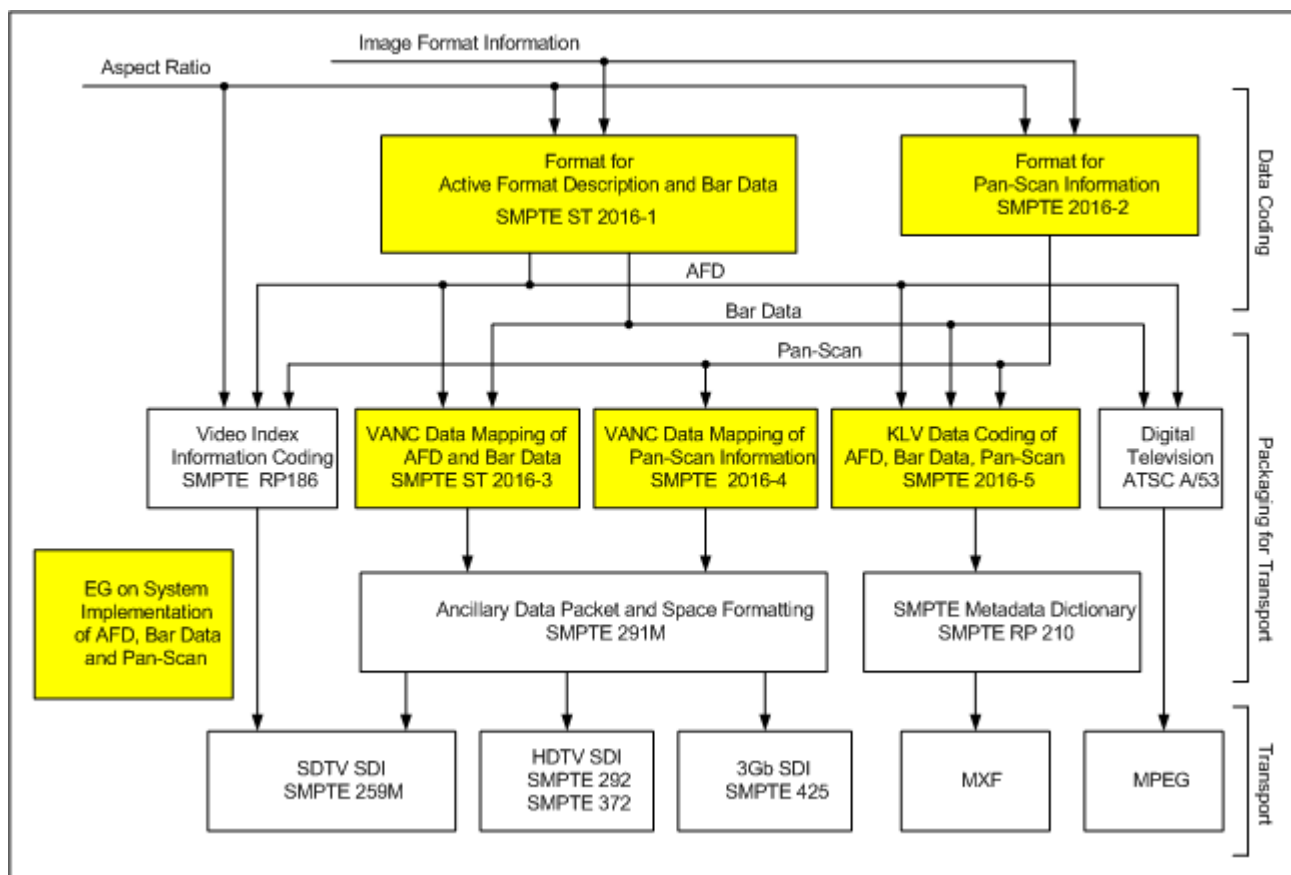 Image Format Information
Aspect Ratio
Format for
Active Format Description and Bar Data
SMPTE ST 2016-1
Format for
Pan-Scan Information
SMPTE 2016-2
Data Coding
AFD
Bar Data
Pan-Scan
Video Index
Information Coding
SMPTE RP186
VANC Data Mapping of
AFD and Bar Data
SMPTE ST 2016-3
VANC Data Mapping of
Pan-Scan Information
SMPTE 2016-4
KLV Data Coding of
AFD, Bar Data, Pan-Scan
SMPTE 2016-5
Digital
Television
ATSC A/53
Packaging for Transport
EG on System
Implementation
of AFD, Bar Data
and Pan-Scan
Ancillary Data Packet and Space Formatting
SMPTE 291M
SMPTE Metadata Dictionary
SMPTE RP 210
SDTV SDI
SMPTE 259M
HDTV SDI
SMPTE 292
SMPTE 372
3Gb SDI
SMPTE 425
MXF
MPEG
Transport